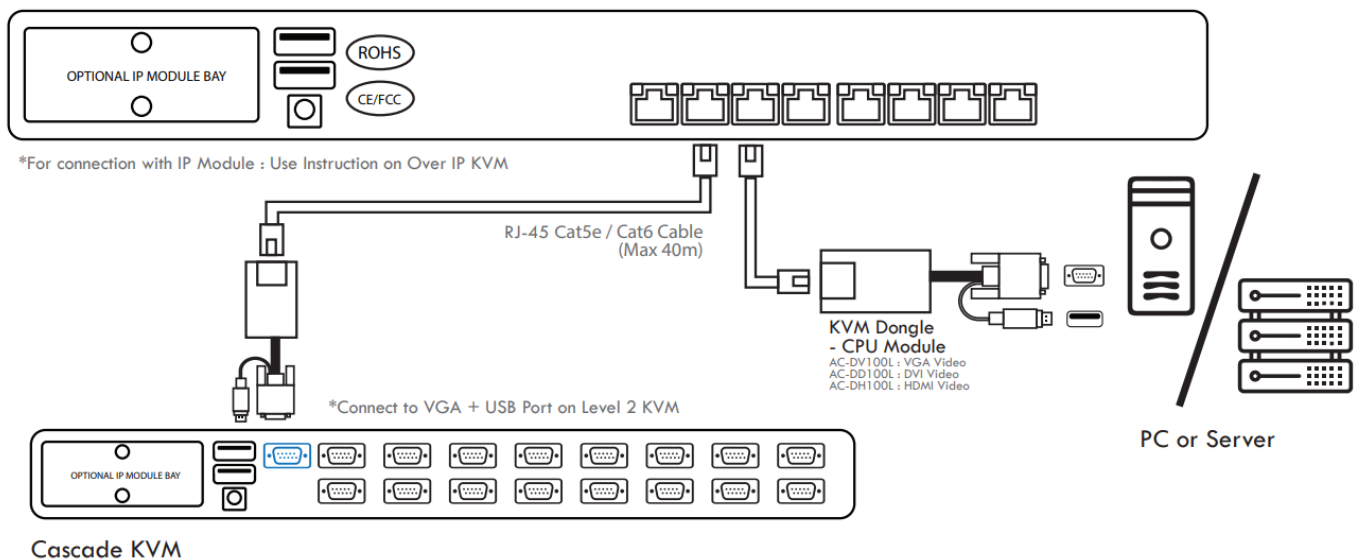 OPTIONAL IP MODULE BAY
ROHS
CE/FCC
*For connection with IP Module : Use Instruction on Over IP KVM
RJ-45 Cat5e / Cat6 Cable
(Max 40m)
KVM Dongle
- CPU Module
AC-DV100L : VGA Video
AC-DD100L : DVI Video
AC-DH100L : HDMI Video
PC or Server
*Connect to VGA + USB Port on Level 2 KVM
OPTIONAL IP MODULE BAY
Cascade KVM